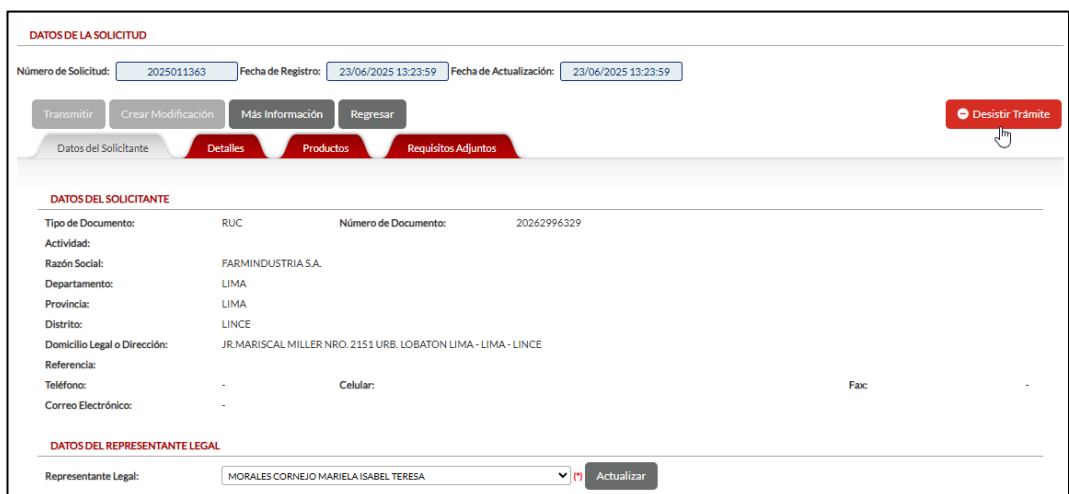 DATOS DE LA SOLICITUD
Número de Solicitud: 2025011363 Fecha de Registro: 23/06/2025 13:23:59 Fecha de Actualización: 23/06/2025 13:23:59
Transmitir Crear Modificación Más Información Regresar Desistir Trámite
Datos del Solicitante Detalles Productos Requisitos Adjuntos
DATOS DEL SOLICITANTE
Tipo de Documento: RUC Número de Documento: 20262996329
Actividad:
Razón Social: FARMINDUSTRIA S.A.
Departamento: LIMA
Provincia: LIMA
Distrito: LINCE
Domicilio Legal o Dirección: JR.MARISCAL MILLER NRO. 2151 URB. LOBATON LIMA - LIMA - LINCE
Referencia:
Teléfono: - Celular: Fax: -
Correo Electrónico: -
DATOS DEL REPRESENTANTE LEGAL
Representante Legal: MORALES CORNEJO MARIELA ISABEL TERESA (*) Actualizar